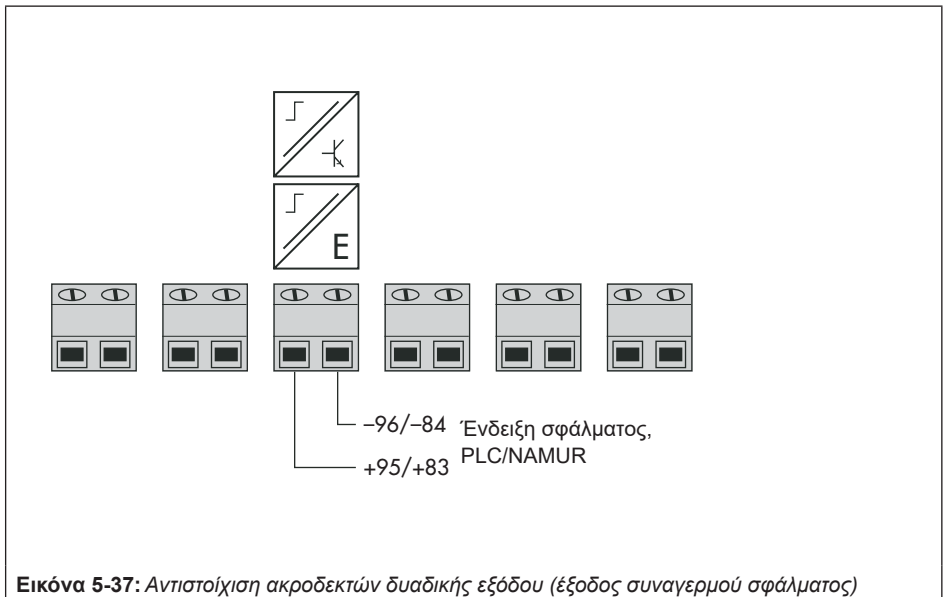 E
–96/–84 Ένδειξη σφάλματος,
+95/+83 PLC/NAMUR
Εικόνα 5-37: Αντιστοίχιση ακροδεκτών δυαδικής εξόδου (έξοδος συναγερμού σφάλματος)